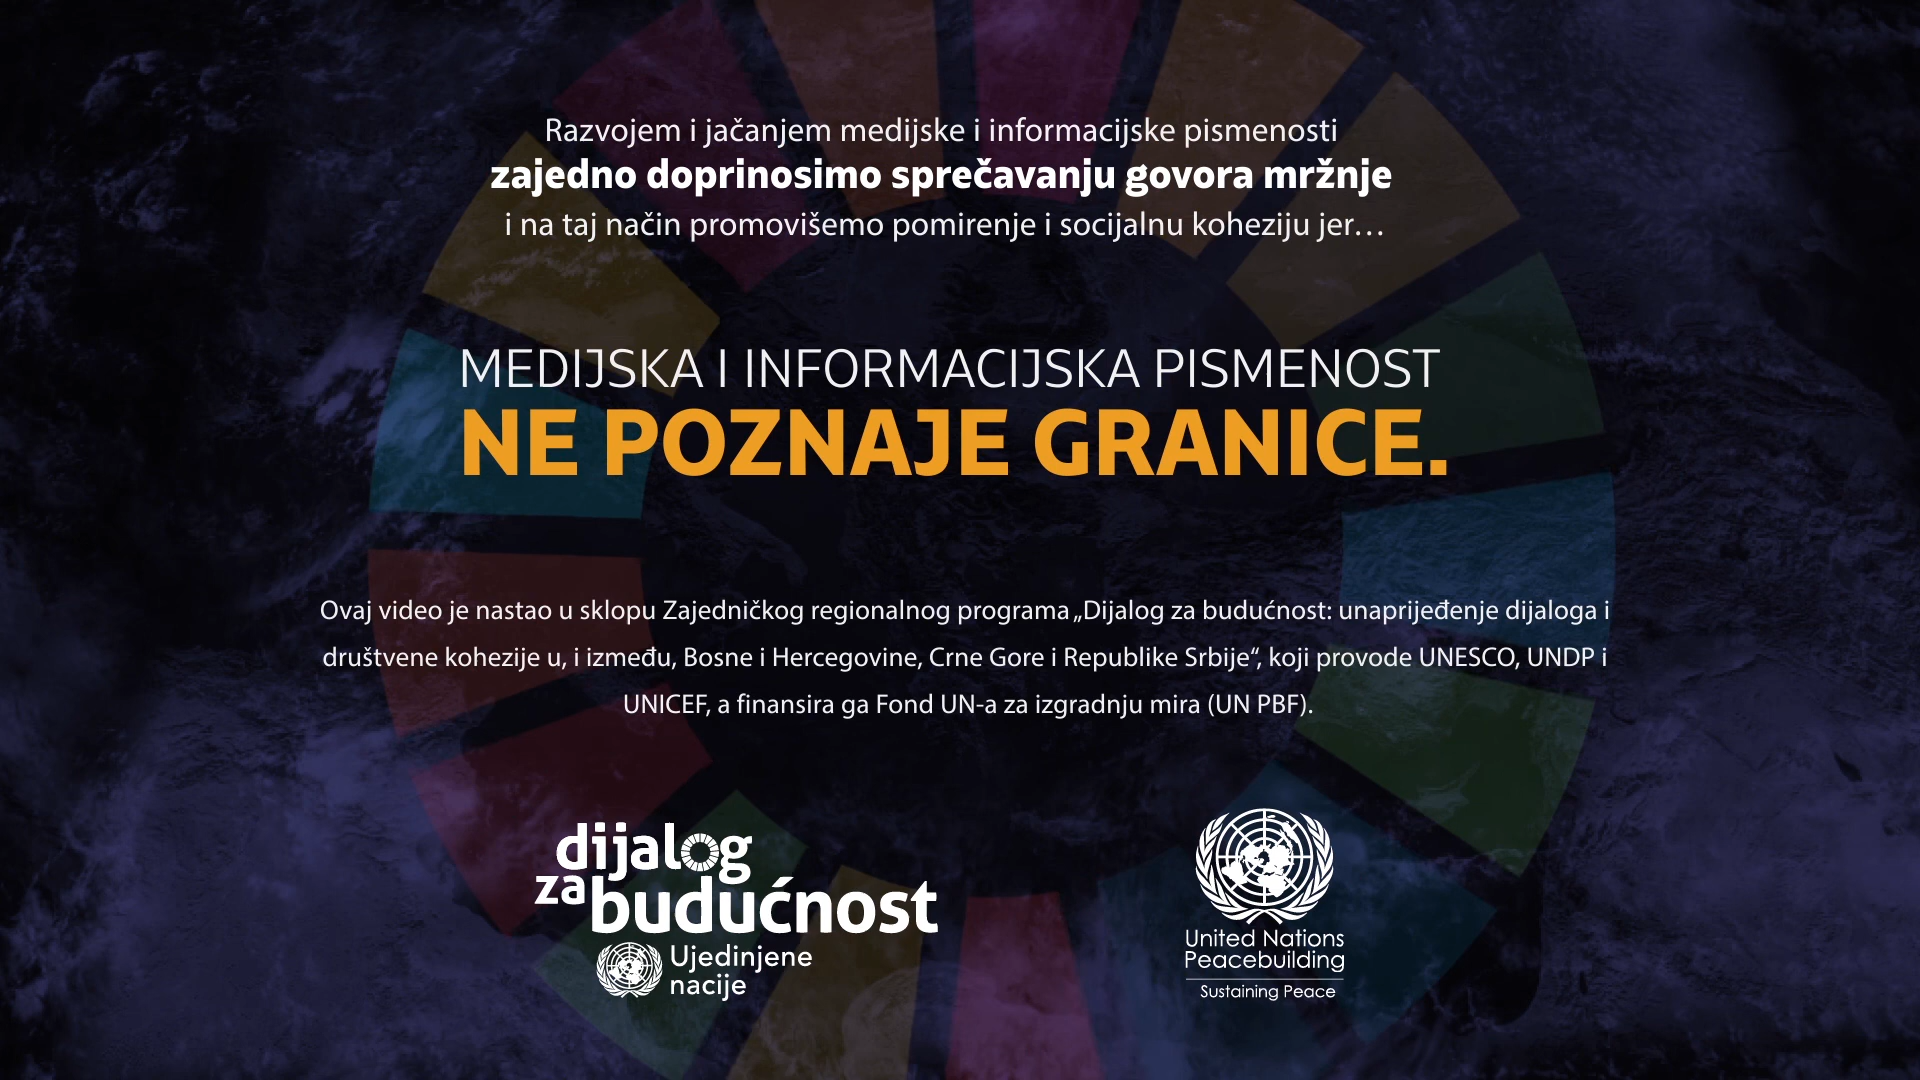 Razvojem i jačanjem medijske i informacijske pismenosti
zajedno doprinosimo sprečavanju govora mržnje
i na taj način promovišemo pomirenje i socijalnu koheziju jer…
MEDIJSKA I INFORMACIJSKA PISMENOST
NE POZNAJE GRANICE.
Ovaj video je nastao u sklopu Zajedničkog regionalnog programa „Dijalog za budućnost: unaprijeđenje dijaloga i
društvene kohezije u, i između, Bosne i Hercegovine, Crne Gore i Republike Srbije“, koji provode UNESCO, UNDP i
UNICEF, a finansira ga Fond UN-a za izgradnju mira (UN PBF).
dijalog
za budućnost
Ujedinjene
nacije
United Nations
Peacebuilding
Sustaining Peace